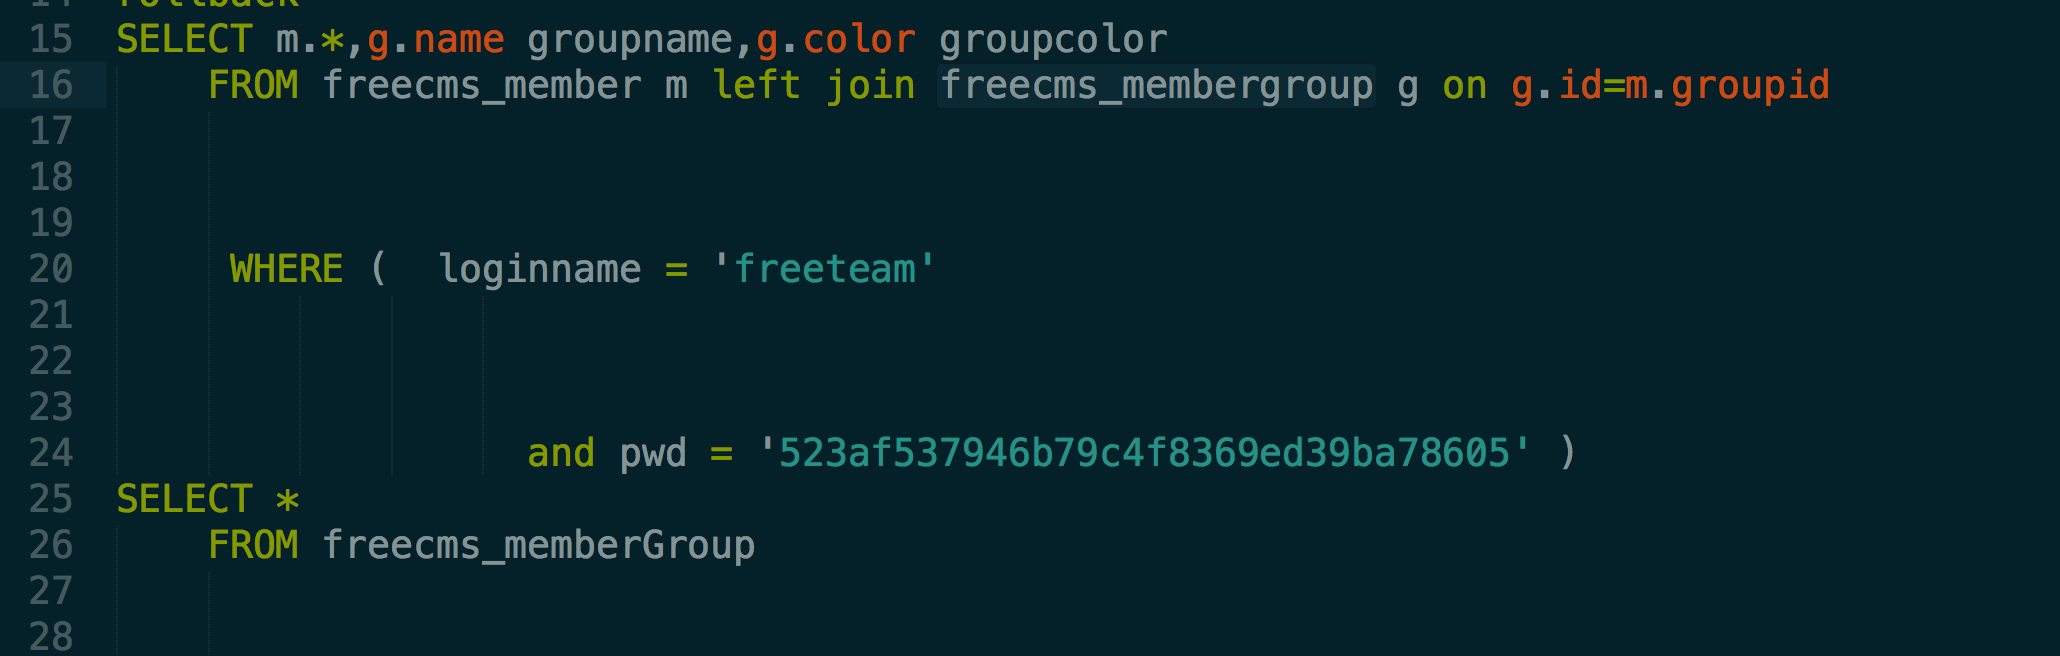 14 rollback
15 SELECT m.*,g.name groupname,g.color groupcolor
16 FROM freecms_member m left join freecms_membergroup g on g.id=m.groupid
17
18
19
20 WHERE ( loginname = 'freeteam'
21
22
23
24 and pwd = '523af537946b79c4f8369ed39ba78605' )
25 SELECT *
26 FROM freecms_memberGroup
27
28